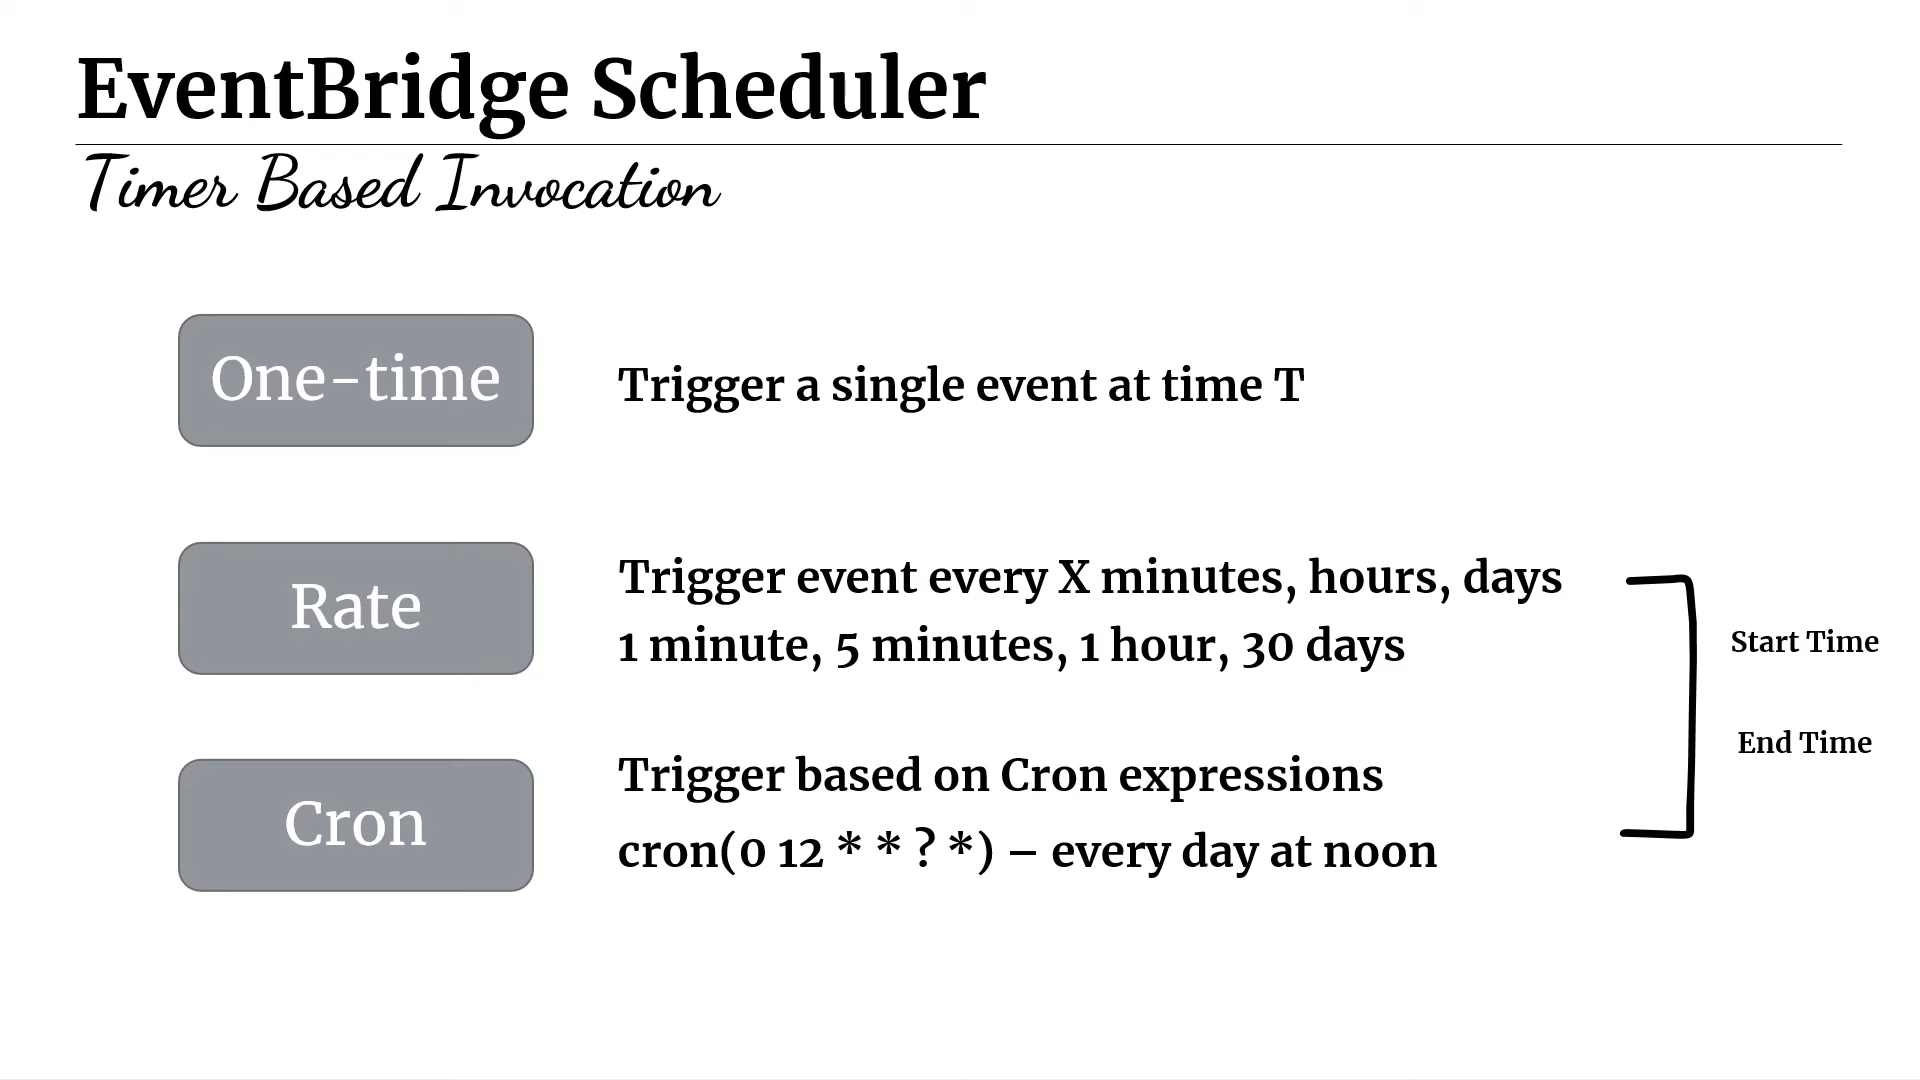 EventBridge Scheduler
Timer Based Invocation
One-time
Trigger a single event at time T
Rate
Trigger event every X minutes, hours, days
1 minute, 5 minutes, 1 hour, 30 days
Start Time
End Time
Cron
Trigger based on Cron expressions
cron(0 12 * * ? *) – every day at noon